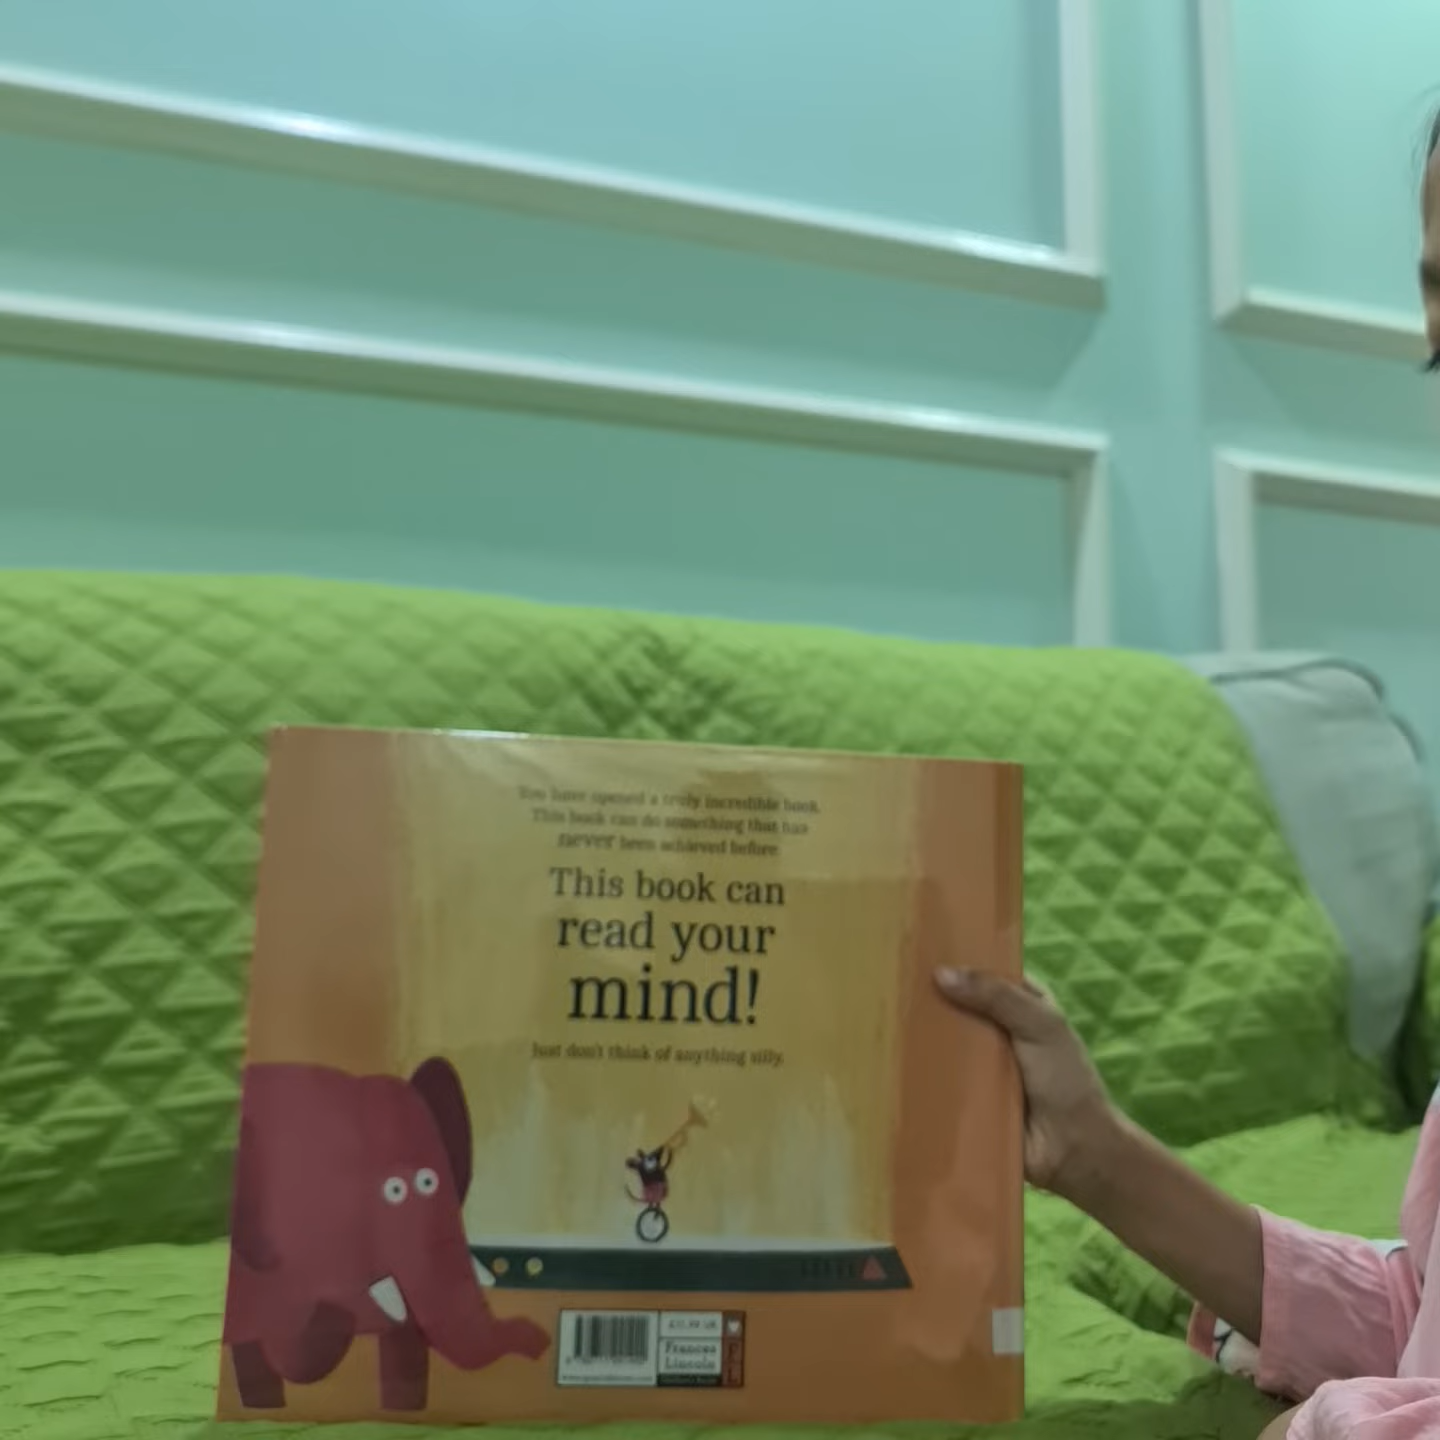 You have opened a truly incredible book.
This book can do something that has
never been achieved before.
This book can
read your
mind!
Just don't think of anything silly.
Frances
Lincoln